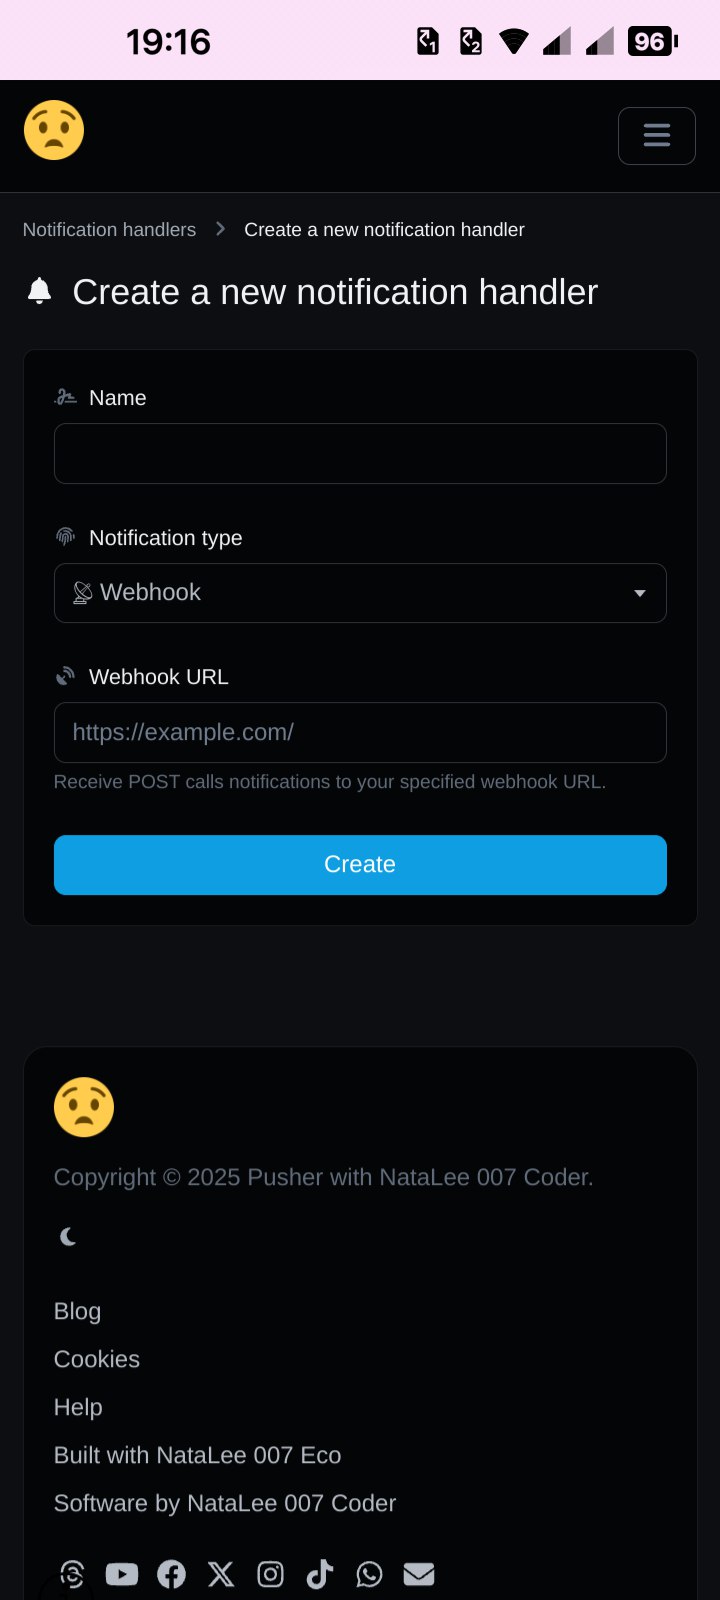 19:16
1
2
96
Notification handlers
Create a new notification handler
Create a new notification handler
Name
Notification type
Webhook
Webhook URL
https://example.com/
Receive POST calls notifications to your specified webhook URL.
Create
Copyright © 2025 Pusher with NataLee 007 Coder.
Blog
Cookies
Help
Built with NataLee 007 Eco
Software by NataLee 007 Coder